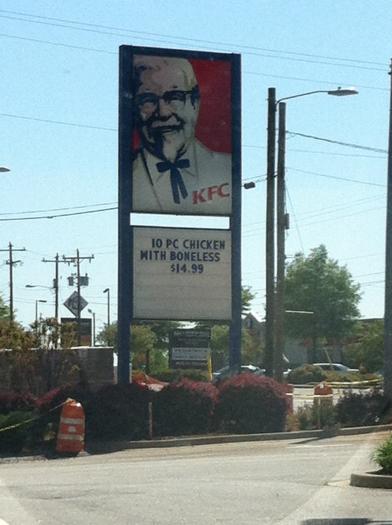 KFC
10 PC CHICKEN
WITH BONELESS
$14.99